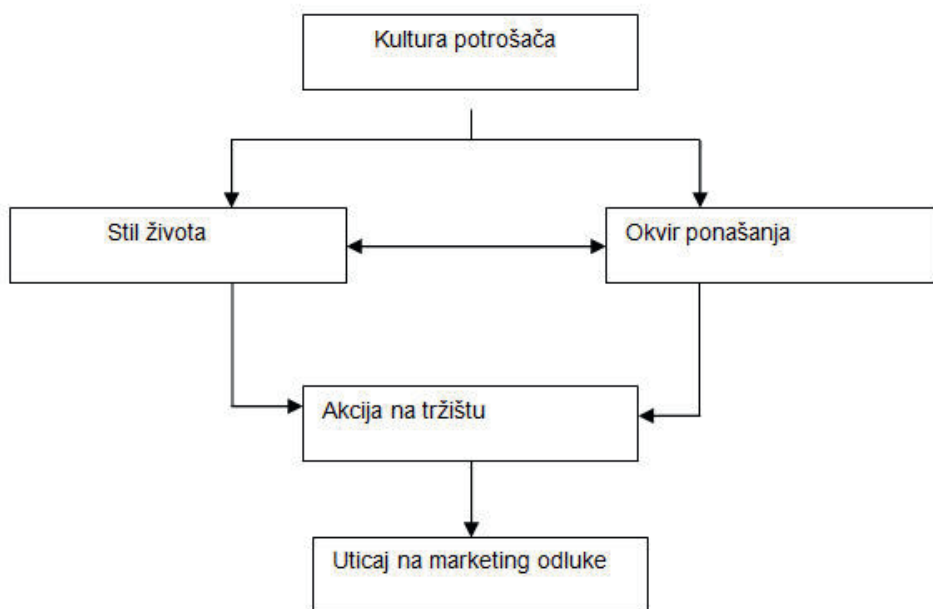 Kultura potrošača
Stil života
Okvir ponašanja
Akcija na tržištu
Uticaj na marketing odluke